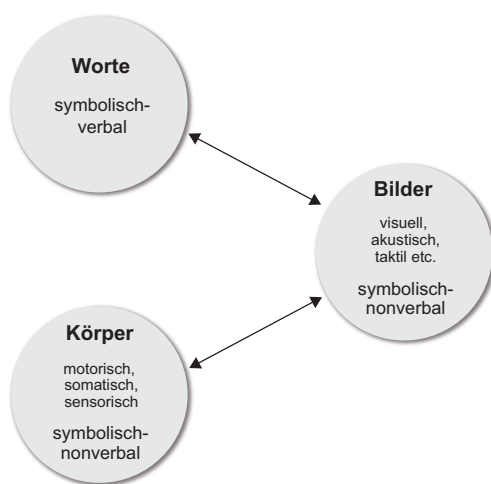 Worte
symbolisch-
verbal
Bilder
visuell,
akustisch,
taktil etc.
symbolisch-
nonverbal
Körper
motorisch,
somatisch,
sensorisch
symbolisch-
nonverbal